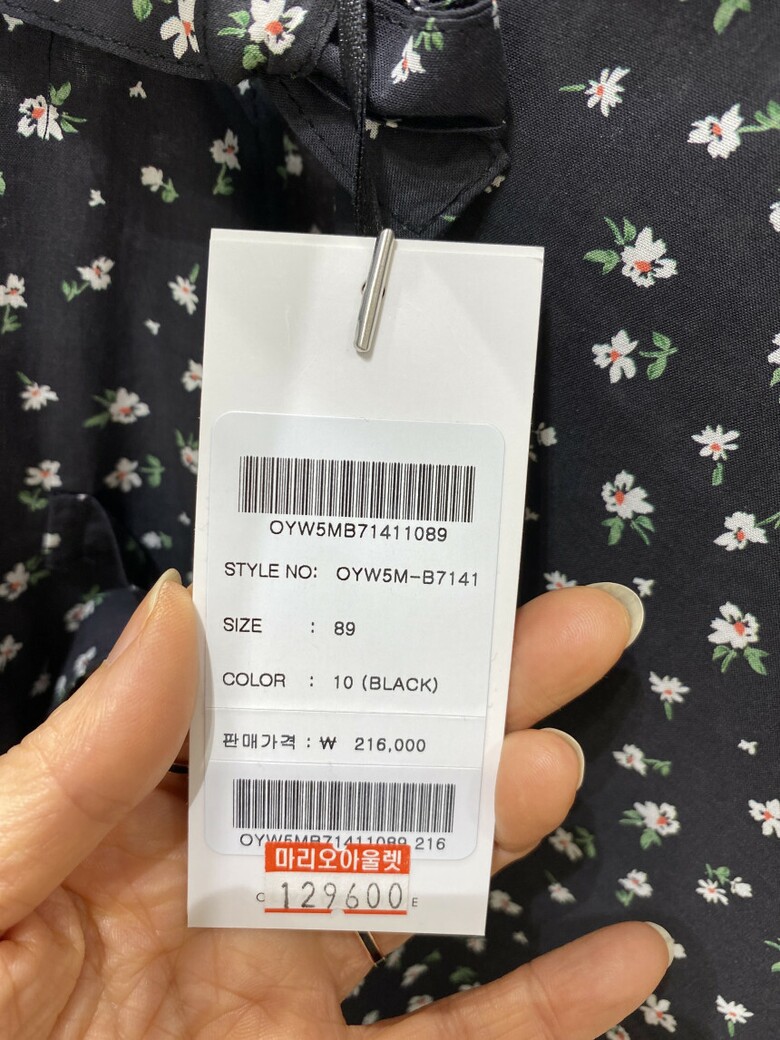 OYW5MB71411089
STYLE NO: OYW5M-B7141
SIZE : 89
COLOR : 10 (BLACK)
판매가격 : ₩ 216,000
OYW5MB71411089 216
마리오아울렛
129600